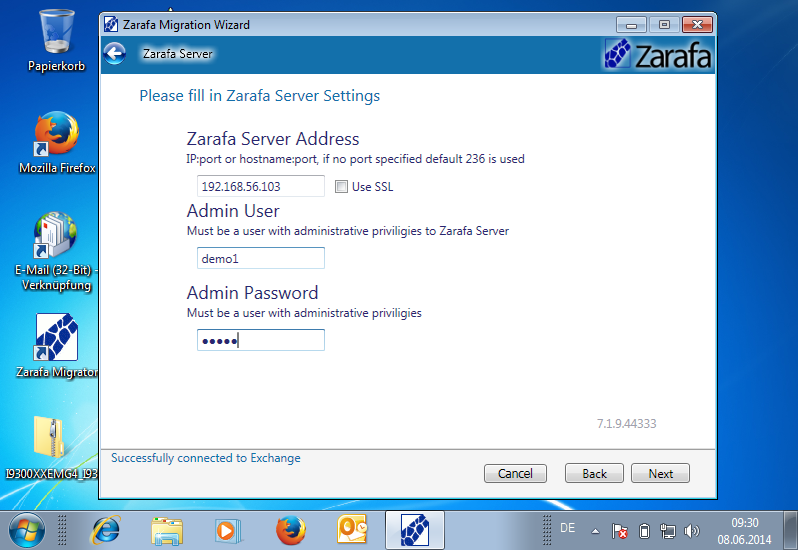 Papierkorb
Mozilla Firefox
E-Mail (32-Bit) -
Verknüpfung
Zarafa Migrator
I9300XXEMG4_I93
Zarafa Migration Wizard
Zarafa Server
Zarafa
Please fill in Zarafa Server Settings
Zarafa Server Address
IP:port or hostname:port, if no port specified default 236 is used
192.168.56.103
Use SSL
Admin User
Must be a user with administrative priviligies to Zarafa Server
demo1
Admin Password
Must be a user with administrative priviligies
7.1.9.44333
Successfully connected to Exchange
Cancel
Back
Next
DE
09:30
08.06.2014